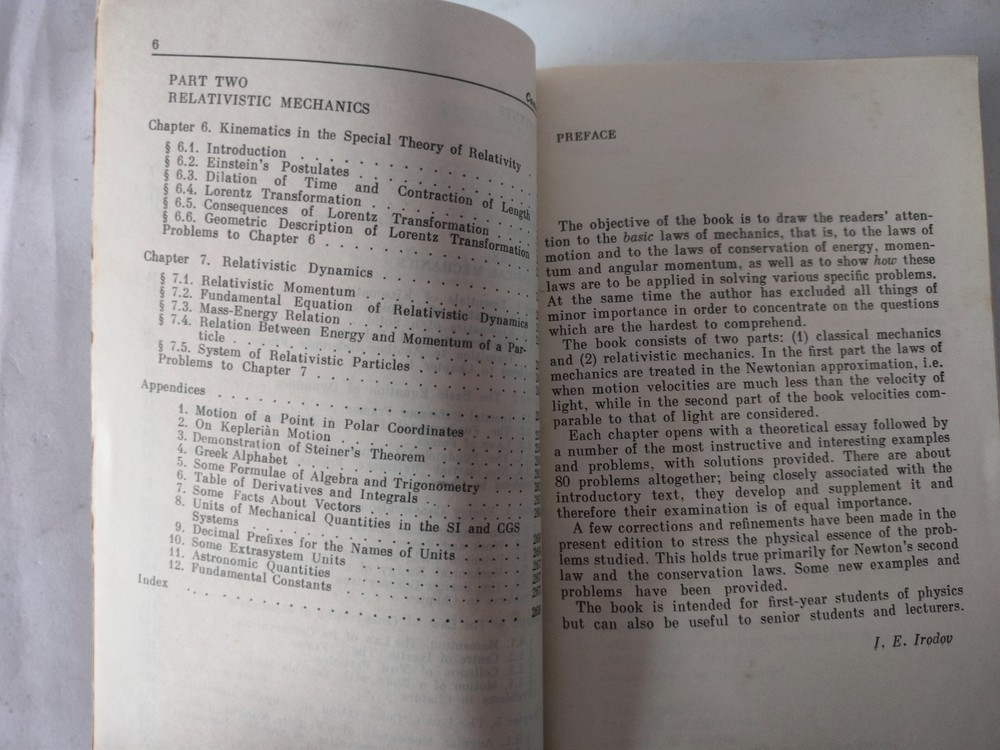 6
PART TWO
RELATIVISTIC MECHANICS
Chapter 6. Kinematics in the Special Theory of Relativity
§ 6.1. Introduction
§ 6.2. Einstein's Postulates
§ 6.3. Dilation of Time and Contraction of Length
§ 6.4. Lorentz Transformation
§ 6.5. Consequences of Lorentz Transformation
§ 6.6. Geometric Description of Lorentz Transformation
Problems to Chapter 6
Chapter 7. Relativistic Dynamics
§ 7.1. Relativistic Momentum
§ 7.2. Fundamental Equation of Relativistic Dynamics
§ 7.3. Mass-Energy Relation
§ 7.4. Relation Between Energy and Momentum of a Par-
ticle
§ 7.5. System of Relativistic Particles
Problems to Chapter 7
Appendices
1. Motion of a Point in Polar Coordinates
2. On Keplerian Motion
3. Demonstration of Steiner's Theorem
4. Greek Alphabet
5. Some Formulae of Algebra and Trigonometry
6. Table of Derivatives and Integrals
7. Some Facts About Vectors
8. Units of Mechanical Quantities in the SI and CGS
Systems
9. Decimal Prefixes for the Names of Units
10. Some Extrasystem Units
11. Astronomic Quantities
12. Fundamental Constants
Index
PREFACE
The objective of the book is to draw the readers' atten-
tion to the basic laws of mechanics, that is, to the laws of
motion and to the laws of conservation of energy, momen-
tum and angular momentum, as well as to show how these
laws are to be applied in solving various specific problems.
At the same time the author has excluded all things of
minor importance in order to concentrate on the questions
which are the hardest to comprehend.
The book consists of two parts: (1) classical mechanics
and (2) relativistic mechanics. In the first part the laws of
mechanics are treated in the Newtonian approximation, i.e.
when motion velocities are much less than the velocity of
light, while in the second part of the book velocities com-
parable to that of light are considered.
Each chapter opens with a theoretical essay followed by
a number of the most instructive and interesting examples
and problems, with solutions provided. There are about
80 problems altogether; being closely associated with the
introductory text, they develop and supplement it and
therefore their examination is of equal importance.
A few corrections and refinements have been made in the
present edition to stress the physical essence of the prob-
lems studied. This holds true primarily for Newton's second
law and the conservation laws. Some new examples and
problems have been provided.
The book is intended for first-year students of physics
but can also be useful to senior students and lecturers.
I. E. Irodov